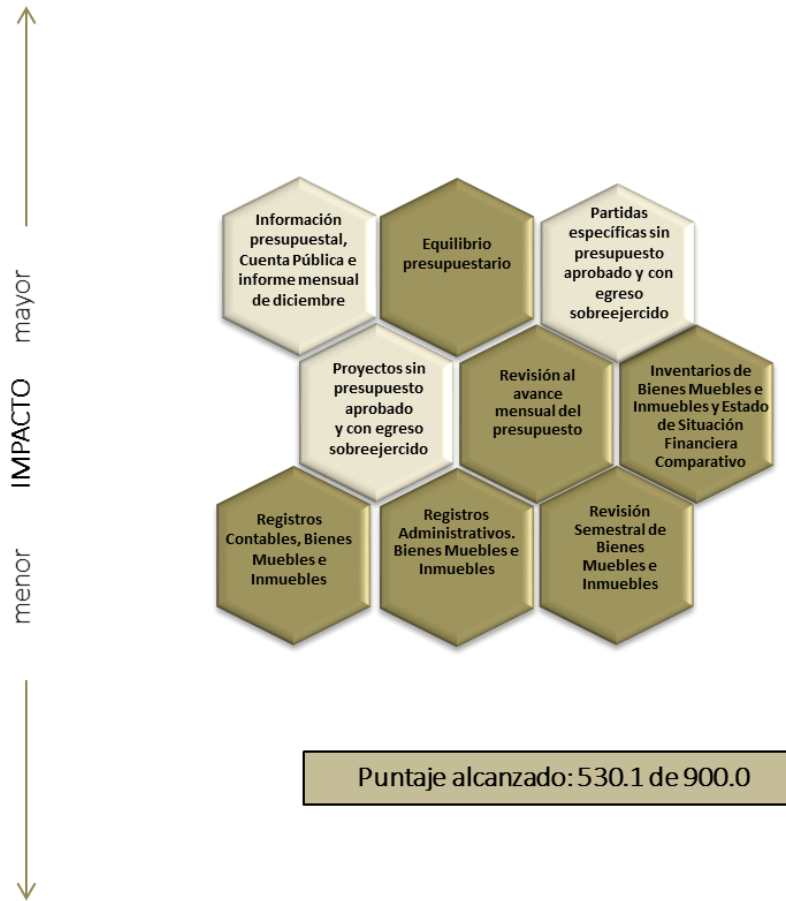 Información
presupuestal,
Cuenta Pública e
informe mensual
de diciembre
Equilibrio
presupuestario
Partidas
específicas sin
presupuesto
aprobado y con
egreso
sobreejercido
mayor
IMPACTO
menor
Proyectos sin
presupuesto
aprobado
y con egreso
sobreejercido
Revisión al
avance
mensual del
presupuesto
Inventarios de
Bienes Muebles e
Inmuebles y Estado
de Situación
Financiera
Comparativo
Registros
Contables, Bienes
Muebles e
Inmuebles
Registros
Administrativos.
Bienes Muebles e
Inmuebles
Revisión
Semestral de
Bienes
Muebles e
Inmuebles
Puntaje alcanzado: 530.1 de 900.0